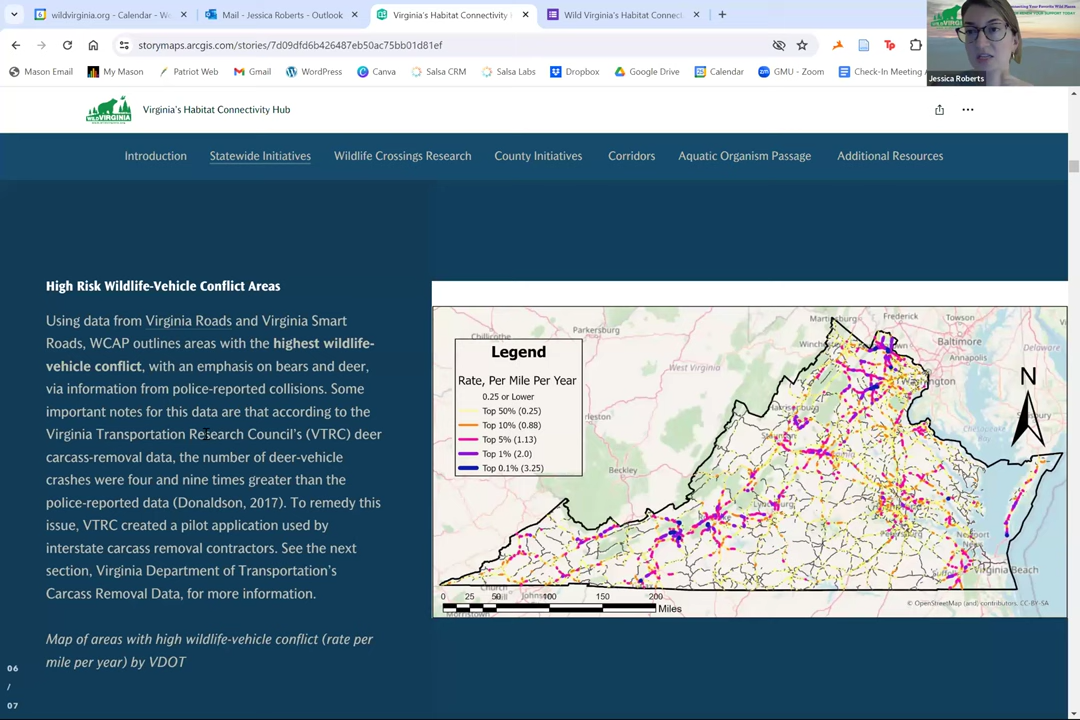 wildvirginia.org - Calendar - W
Mail - Jessica Roberts - Outlook
Virginia's Habitat Connectivity
Wild Virginia's Habitat Connect
storymaps.arcgis.com/stories/7d09dfd6b426487eb50ac75bb01d81ef
Mason Email
My Mason
Patriot Web
Gmail
WordPress
Canva
Salsa CRM
Salsa Labs
Dropbox
Google Drive
Calendar
GMU - Zoom
Check-In Meeting
Jessica Roberts
Virginia's Habitat Connectivity Hub
Introduction
Statewide Initiatives
Wildlife Crossings Research
County Initiatives
Corridors
Aquatic Organism Passage
Additional Resources
High Risk Wildlife-Vehicle Conflict Areas
Using data from Virginia Roads and Virginia Smart
Roads, WCAP outlines areas with the highest wildlife-
vehicle conflict, with an emphasis on bears and deer,
via information from police-reported collisions. Some
important notes for this data are that according to the
Virginia Transportation Research Council's (VTRC) deer
carcass-removal data, the number of deer-vehicle
crashes were four and nine times greater than the
police-reported data (Donaldson, 2017). To remedy this
issue, VTRC created a pilot application used by
interstate carcass removal contractors. See the next
section, Virginia Department of Transportation's
Carcass Removal Data, for more information.
Map of areas with high wildlife-vehicle conflict (rate per
mile per year) by VDOT
06
/
07
Legend
Rate, Per Mile Per Year
0.25 or Lower
Top 50% (0.25)
Top 10% (0.88)
Top 5% (1.13)
Top 1% (2.0)
Top 0.1% (3.25)
Chillicothe
Parkersburg
Frederick
Towson
Baltimore
Annapolis
Delaware
Washington
West Virginia
Harrisonburg
Beckley
N
Virginia Beach
0 25 50 100 150 200
Miles
© OpenStreetMap (and) contributors, CC-BY-SA